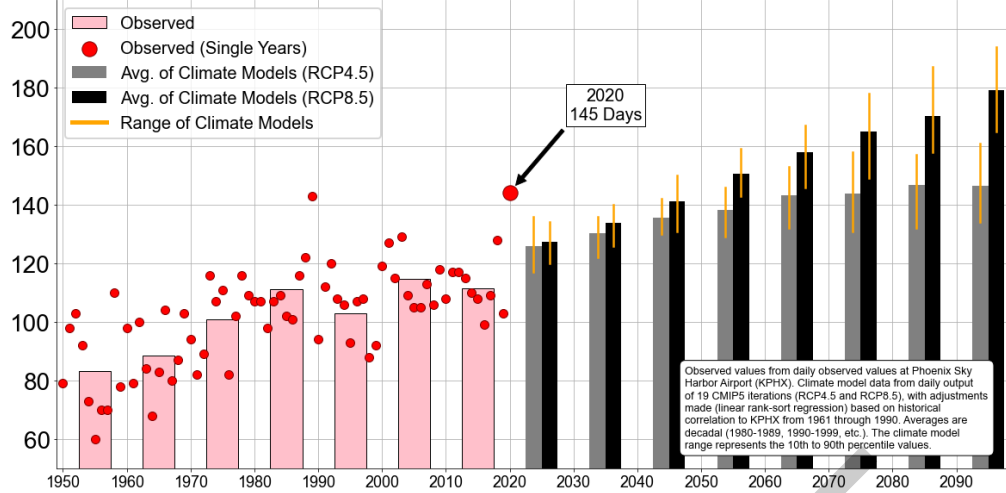 200
180
160
140
120
100
80
60
Observed
Observed (Single Years)
Avg. of Climate Models (RCP4.5)
Avg. of Climate Models (RCP8.5)
Range of Climate Models
2020
145 Days
Observed values from daily observed values at Phoenix Sky
Harbor Airport (KPHX). Climate model data from daily output
of 19 CMIP5 iterations (RCP4.5 and RCP8.5), with adjustments
made (linear rank-sort regression) based on historical
correlation to KPHX from 1961 through 1990. Averages are
decadal (1980-1989, 1990-1999, etc.). The climate model
range represents the 10th to 90th percentile values.
1950 1960 1970 1980 1990 2000 2010 2020 2030 2040 2050 2060 2070 2080 2090